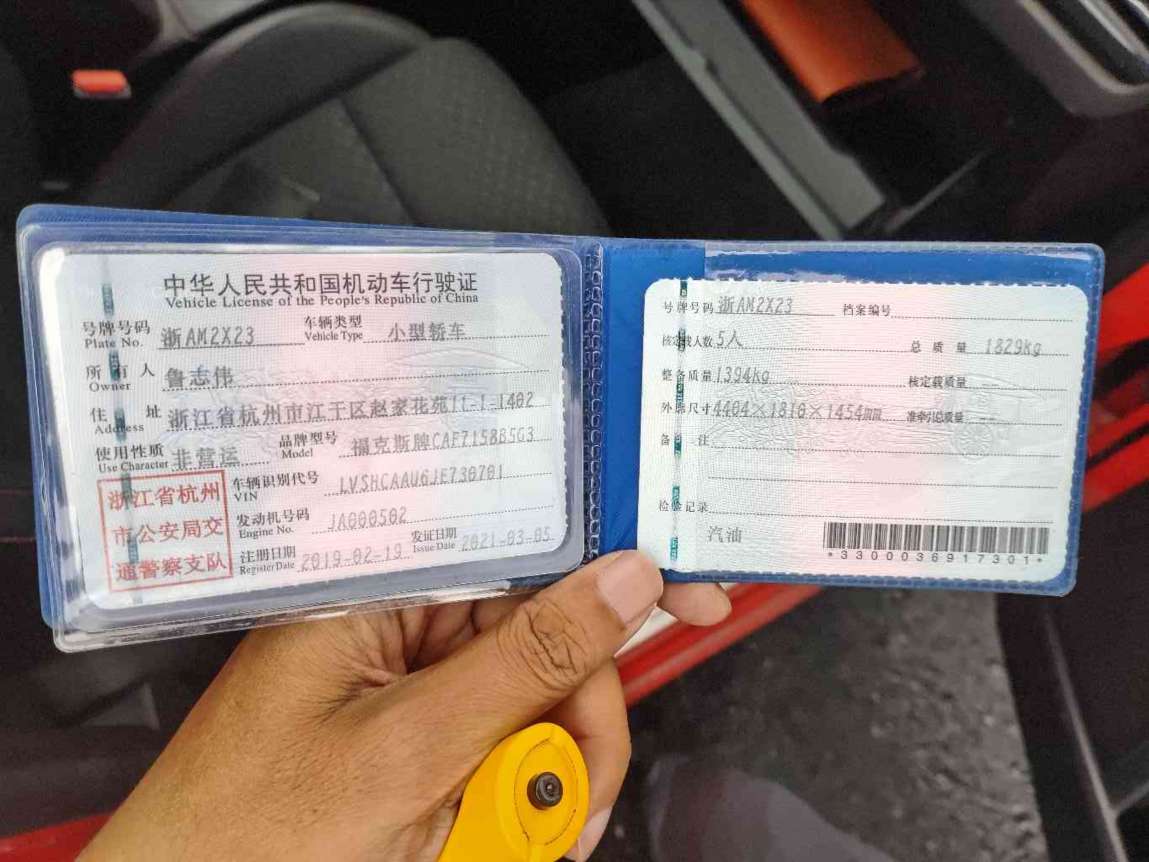 中华人民共和国机动车行驶证
Vehicle License of the People's Republic of China
号牌号码 浙AM2X23 车辆类型 小型轿车
Plate No. Vehicle Type
所有人 鲁志伟
Owner
住址 浙江省杭州市江干区赵家花苑11-1-1402
Address
使用性质 非营运 品牌型号 福克斯牌CAF7158B5G3
Use Character Model
车辆识别代号 LVSHCAAU6JE730701
VIN
发动机号码 JA000502
Engine No.
注册日期 2019-02-19 发证日期 2021-03-05
Register Date Issue Date
浙江省杭州
市公安局交
通警察支队
号牌号码 浙AM2X23 档案编号
核定载人数 5人 总质量 1829kg
整备质量 1394kg 核定载质量 --
外廓尺寸 4404×1810×1454mm 准牵引总质量 --
备注
检验记录
汽油
*3300036917301*